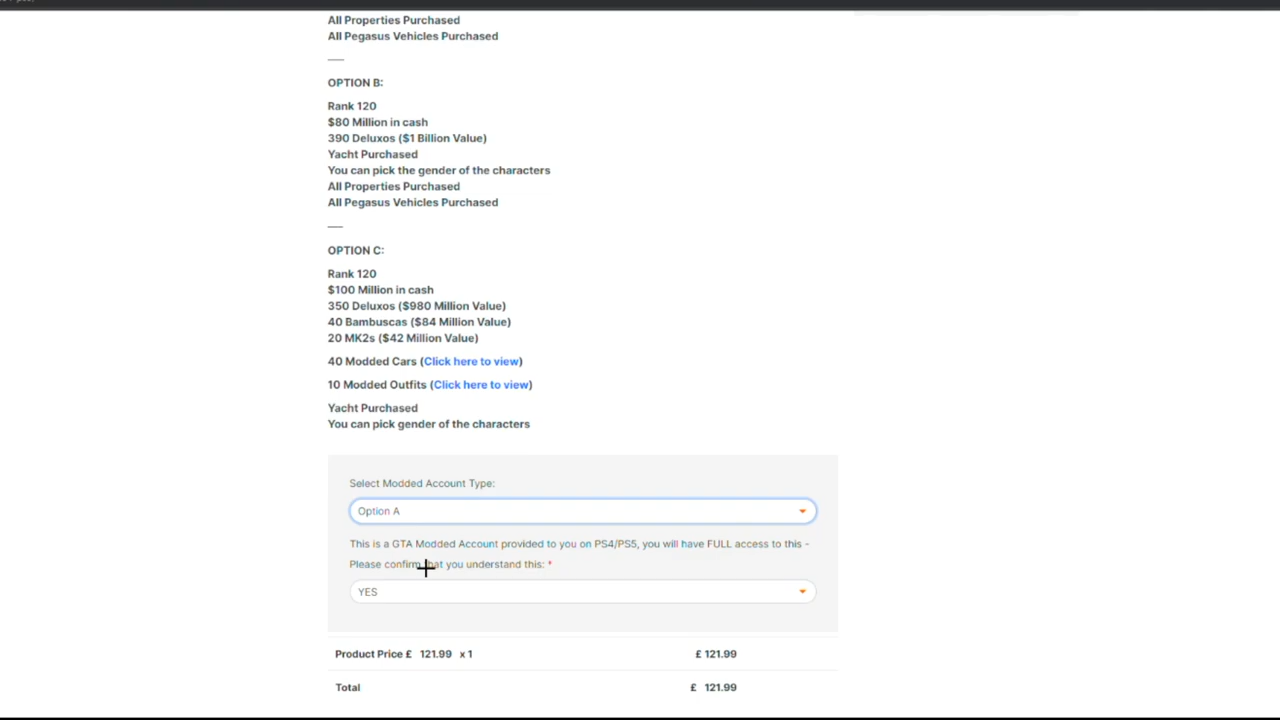 All Properties Purchased
All Pegasus Vehicles Purchased
OPTION B:
Rank 120
$80 Million in cash
390 Deluxos ($1 Billion Value)
Yacht Purchased
You can pick the gender of the characters
All Properties Purchased
All Pegasus Vehicles Purchased
OPTION C:
Rank 120
$100 Million in cash
350 Deluxos ($980 Million Value)
40 Bambuscas ($84 Million Value)
20 MK2s ($42 Million Value)
40 Modded Cars (Click here to view)
10 Modded Outfits (Click here to view)
Yacht Purchased
You can pick gender of the characters
Select Modded Account Type:
Option A
This is a GTA Modded Account provided to you on PS4/PS5, you will have FULL access to this -
Please confirm that you understand this: *
YES
Product Price £ 121.99 x 1 £ 121.99
Total £ 121.99